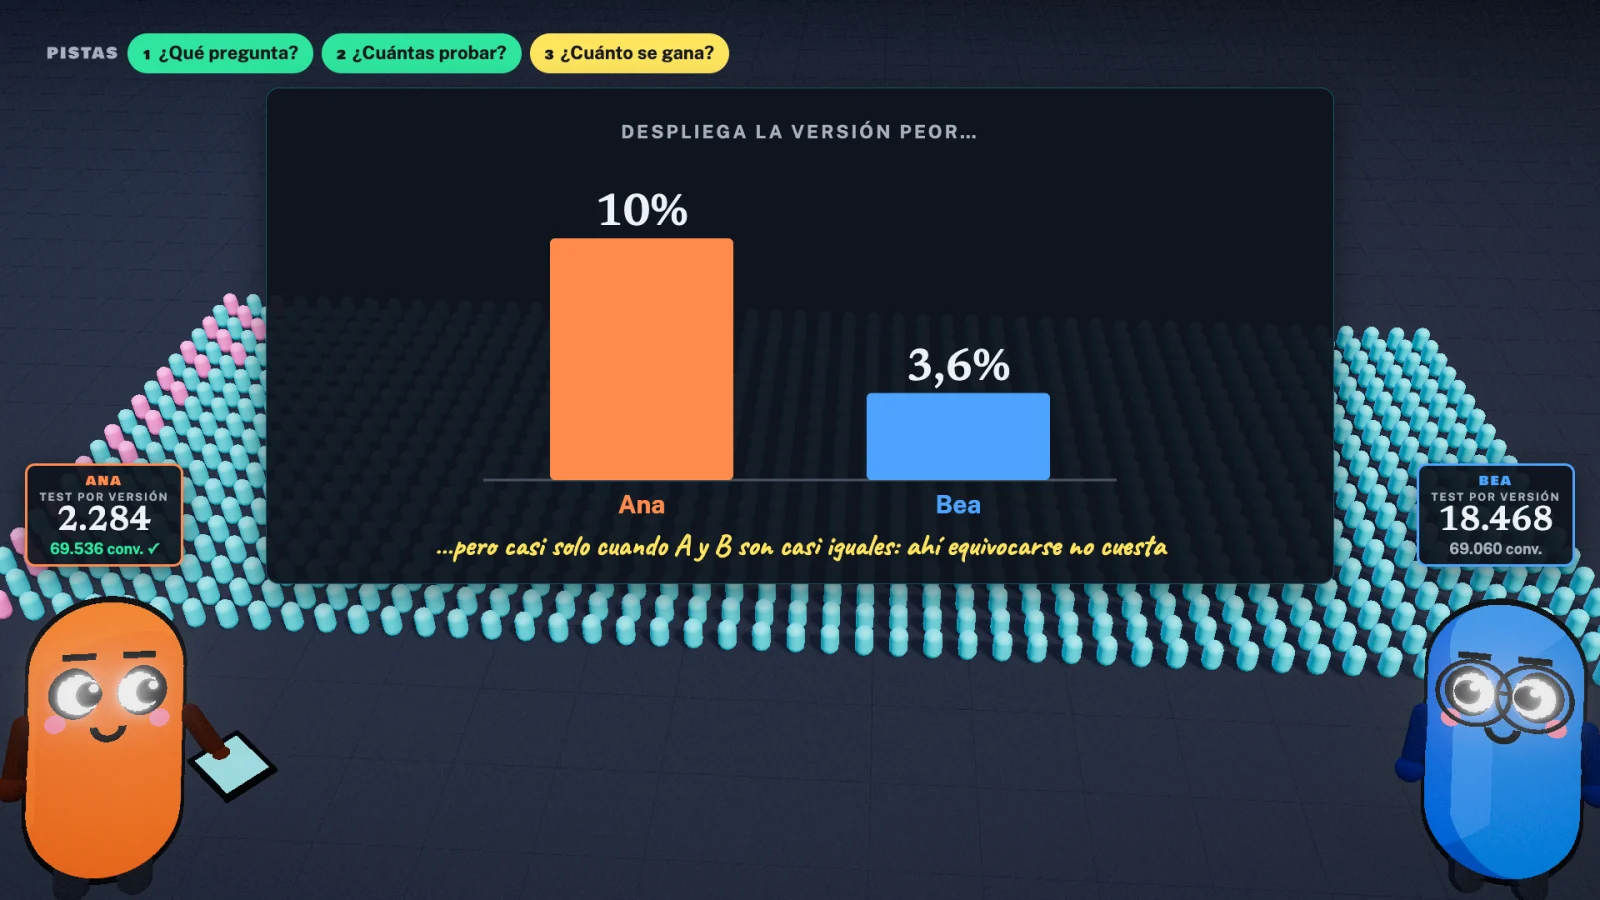 PISTAS
1 ¿Qué pregunta?
2 ¿Cuántas probar?
3 ¿Cuánto se gana?
DESPLIEGA LA VERSIÓN PEOR...
10%
3,6%
Ana
Bea
...pero casi solo cuando A y B son casi iguales: ahí equivocarse no cuesta
ANA
TEST POR VERSIÓN
2.284
69.536 conv. ✓
BEA
TEST POR VERSIÓN
18.468
69.060 conv.